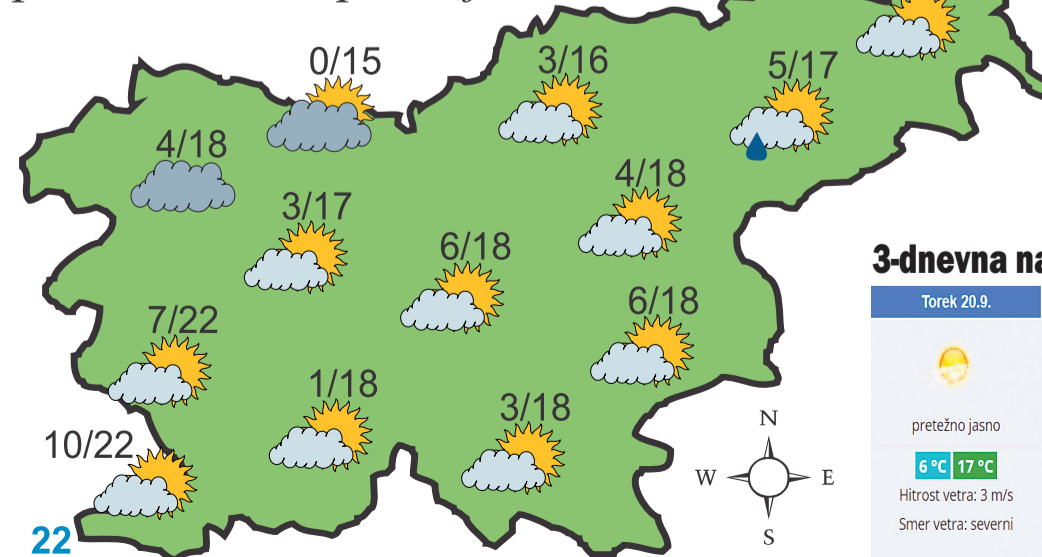 0/15
3/16
5/17
4/18
4/18
3/17
6/18
6/18
7/22
1/18
3/18
10/22
22
N
W
E
S
3-dnevna
Torek 20.9.
pretežno jasno
6 °C 17 °C
Hitrost vetra: 3 m/s
Smer vetra: severni